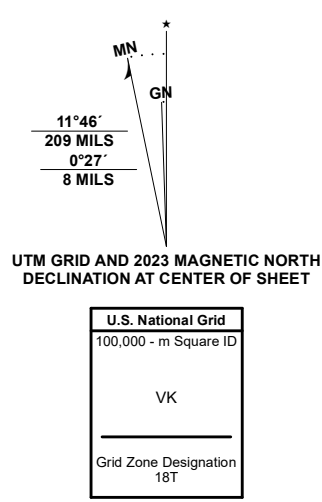 ★
MN
GN
11°46´
209 MILS
0°27´
8 MILS
UTM GRID AND 2023 MAGNETIC NORTH
DECLINATION AT CENTER OF SHEET
U.S. National Grid
100,000 - m Square ID
VK
Grid Zone Designation
18T